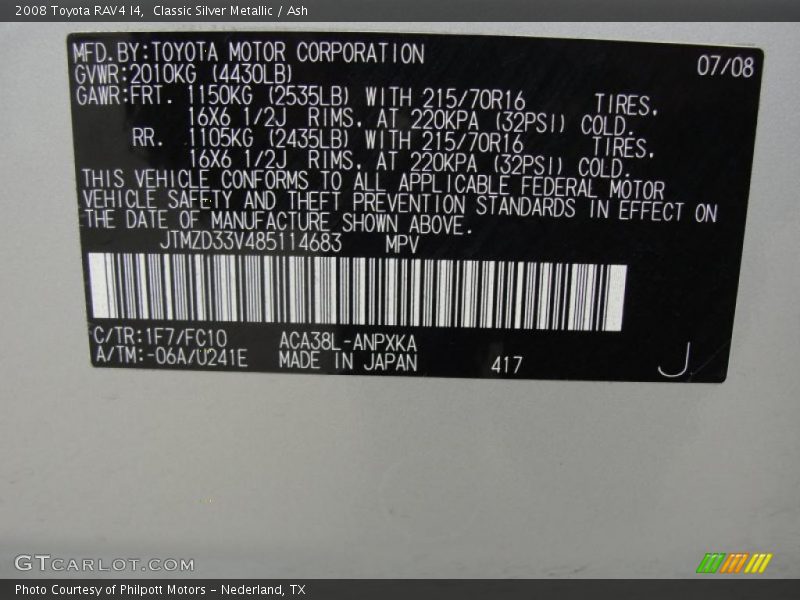 2008 Toyota RAV4 I4, Classic Silver Metallic / Ash
MFD.BY:TOYOTA MOTOR CORPORATION 07/08
GVWR:2010KG (4430LB)
GAWR:FRT. 1150KG (2535LB) WITH 215/70R16 TIRES,
16X6 1/2J RIMS, AT 220KPA (32PSI) COLD.
RR. 1105KG (2435LB) WITH 215/70R16 TIRES,
16X6 1/2J RIMS, AT 220KPA (32PSI) COLD.
THIS VEHICLE CONFORMS TO ALL APPLICABLE FEDERAL MOTOR
VEHICLE SAFETY AND THEFT PREVENTION STANDARDS IN EFFECT ON
THE DATE OF MANUFACTURE SHOWN ABOVE.
JTMZD33V485114683 MPV
C/TR:1F7/FC10 ACA38L-ANPXKA
A/TM:-06A/U241E MADE IN JAPAN 417 J
GTCARLOT.COM
Photo Courtesy of Philpott Motors - Nederland, TX